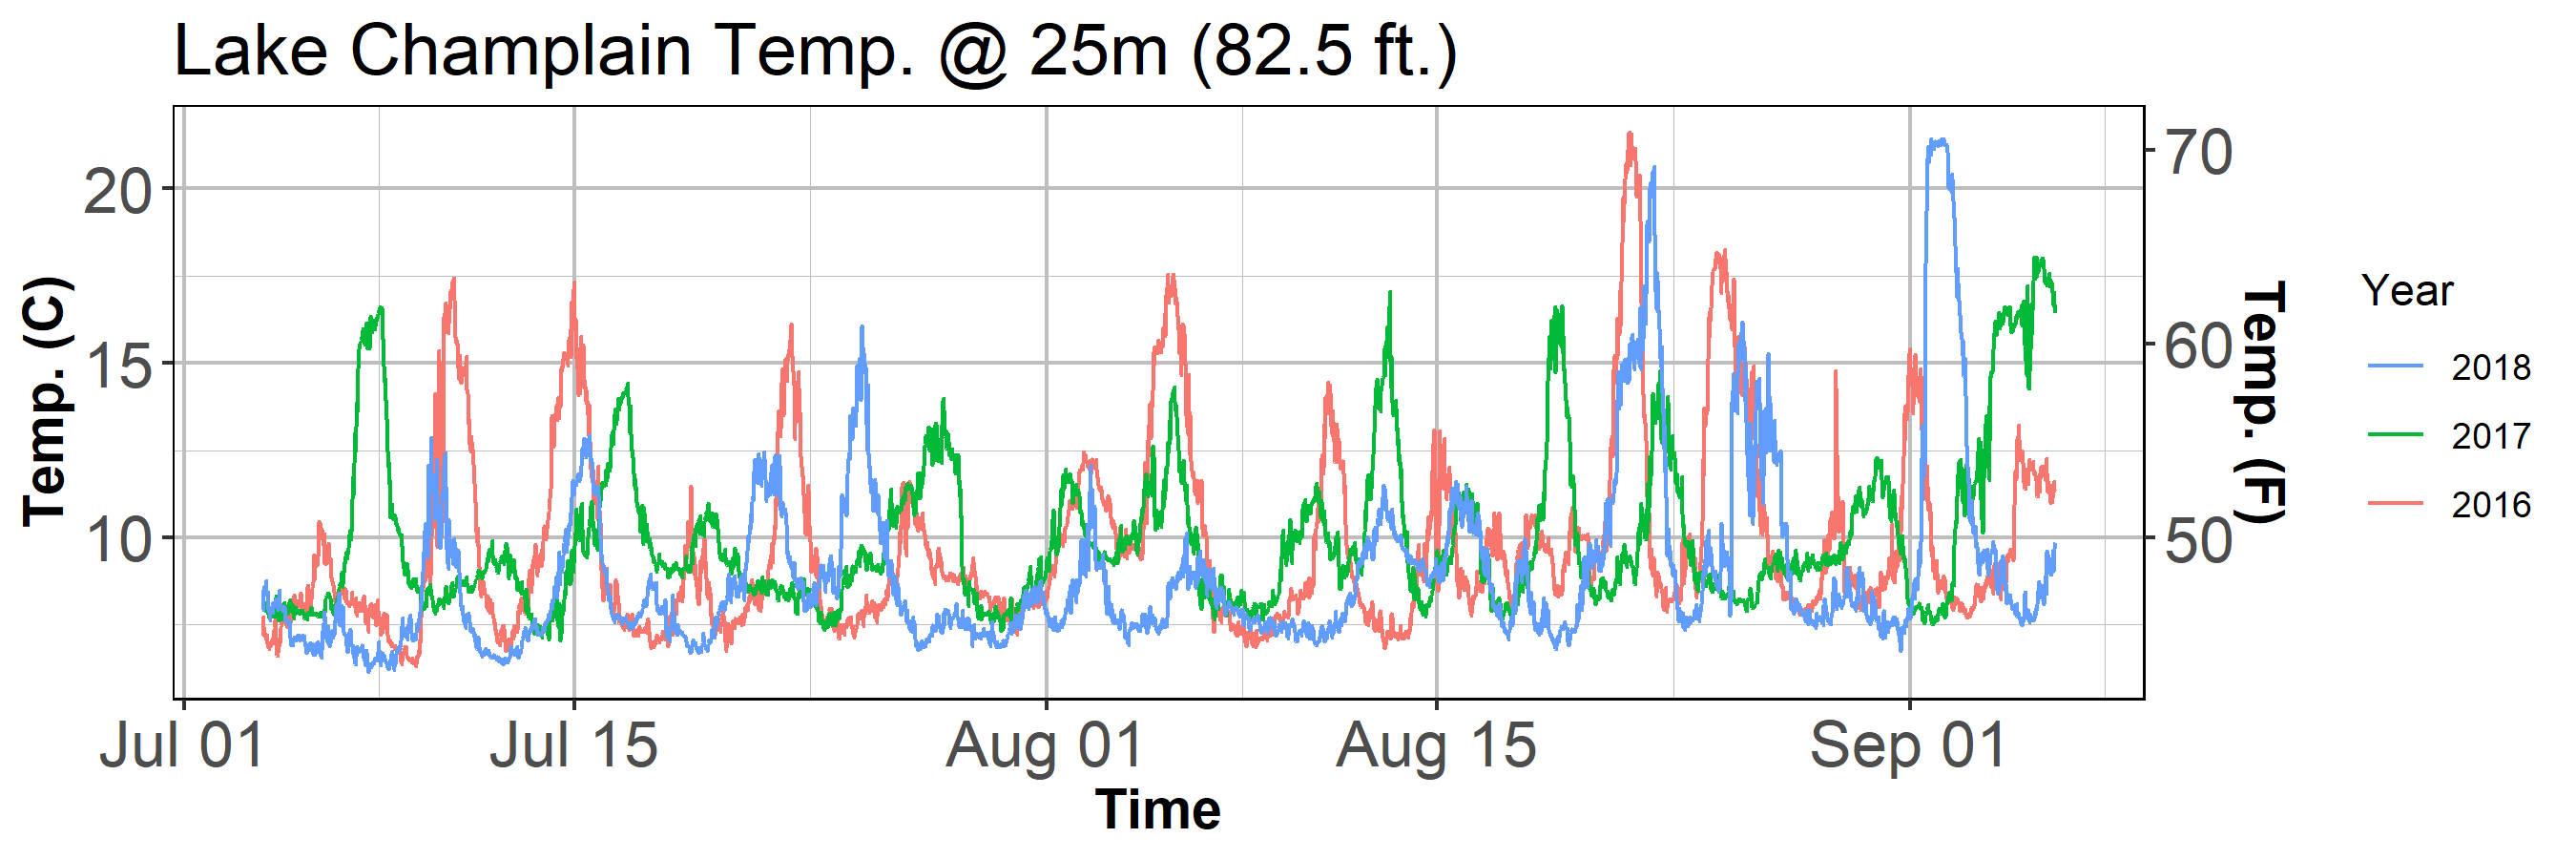 Lake Champlain Temp. @ 25m (82.5 ft.)
Temp. (C)
20
15
10
70
60
50
Temp. (F)
Jul 01
Jul 15
Aug 01
Aug 15
Sep 01
Time
Year
2018
2017
2016